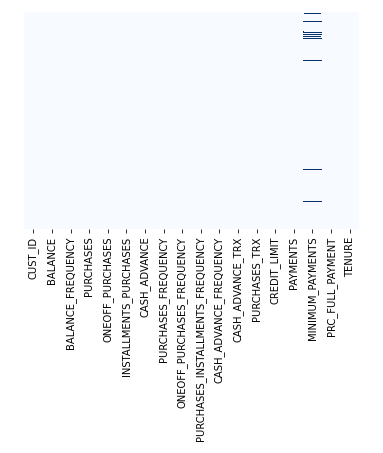 CUST_ID
BALANCE
BALANCE_FREQUENCY
PURCHASES
ONEOFF_PURCHASES
INSTALLMENTS_PURCHASES
CASH_ADVANCE
PURCHASES_FREQUENCY
ONEOFF_PURCHASES_FREQUENCY
PURCHASES_INSTALLMENTS_FREQUENCY
CASH_ADVANCE_FREQUENCY
CASH_ADVANCE_TRX
PURCHASES_TRX
CREDIT_LIMIT
PAYMENTS
MINIMUM_PAYMENTS
PRC_FULL_PAYMENT
TENURE